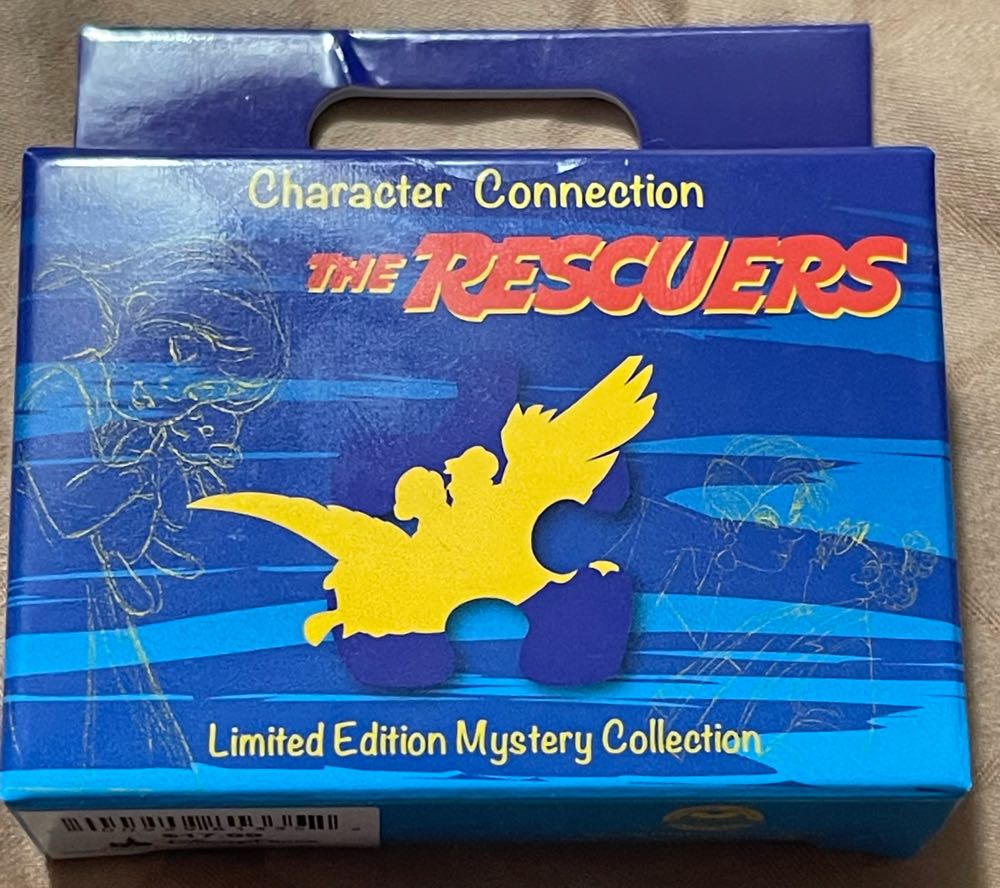 Character Connection
THE RESCUERS
Limited Edition Mystery Collection